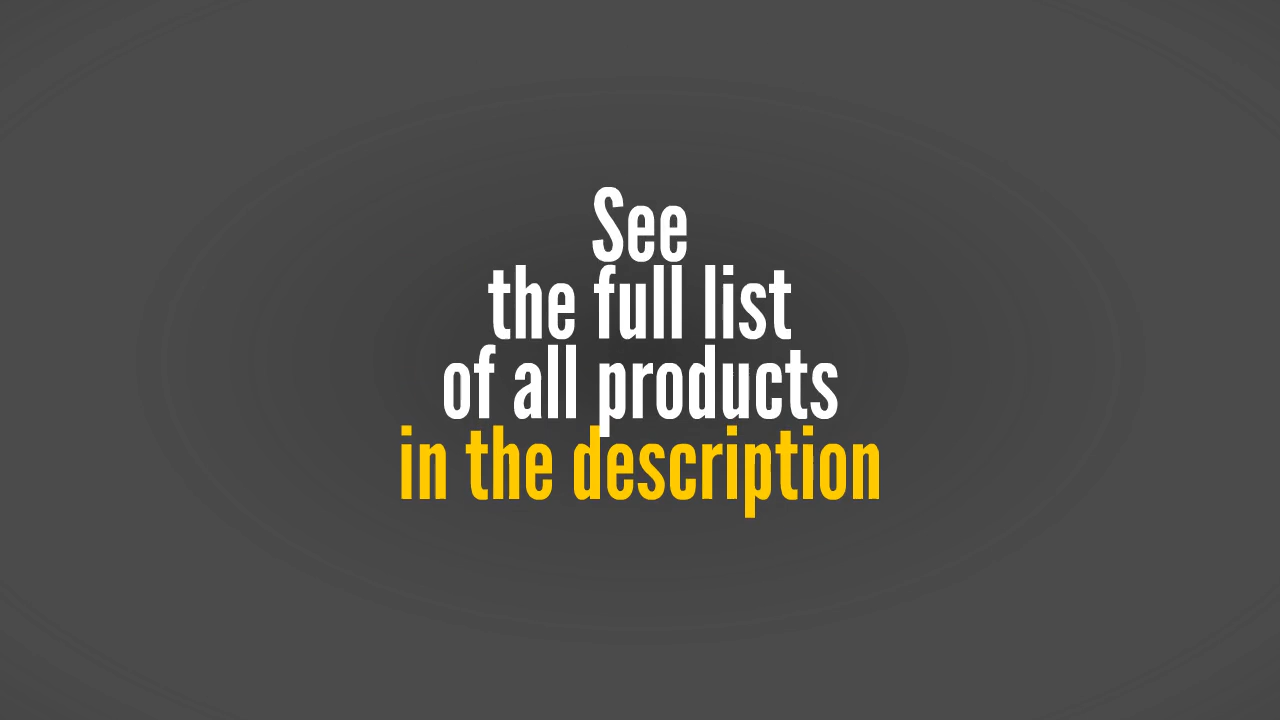 See
the full list
of all products
in the description